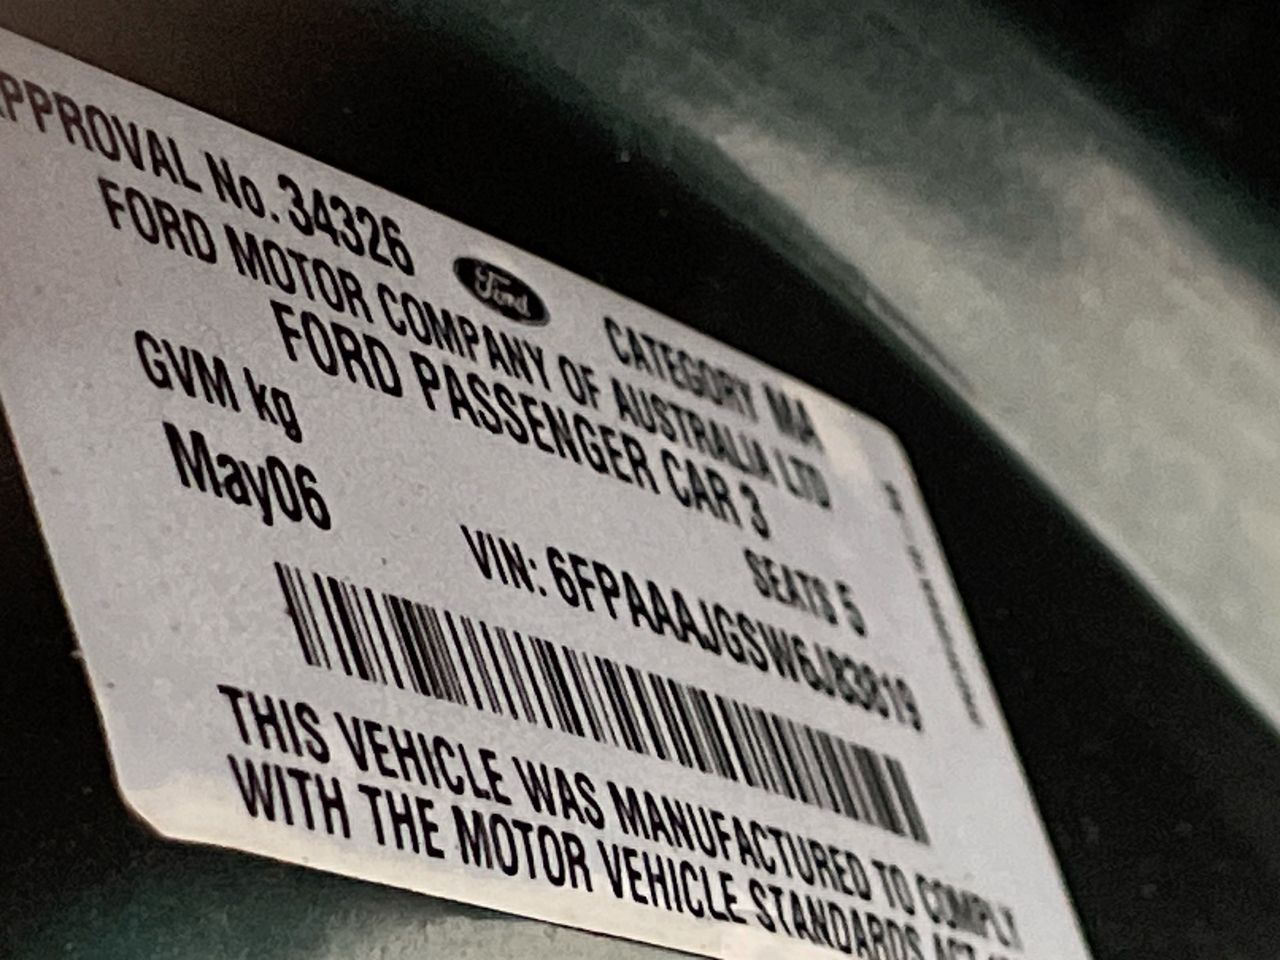 APPROVAL No. 34326
Ford
CATEGORY MA
FORD MOTOR COMPANY OF AUSTRALIA LTD
FORD PASSENGER CAR 3
GVM kg
SEATS 5
May06
VIN: 6FPAAAJGSW6J83819
THIS VEHICLE WAS MANUFACTURED TO COMPLY
WITH THE MOTOR VEHICLE STANDARDS ACT